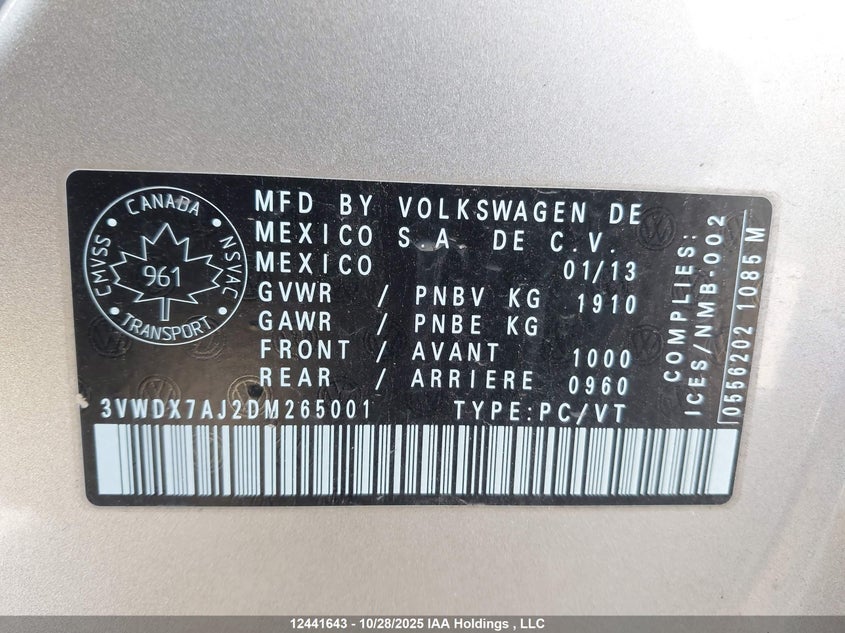 CANADA
CMVSS
NSVAC
961
TRANSPORT
MFD BY VOLKSWAGEN DE
MEXICO S.A. DE C.V.
MEXICO 01/13
GVWR / PNBV KG 1910
GAWR / PNBE KG
FRONT / AVANT 1000
REAR / ARRIERE 0960
3VWDX7AJ2DM265001 TYPE:PC/VT
COMPLIES:
ICES/NMB-002
0556202 1085 M
12441643 - 10/28/2025 IAA Holdings , LLC